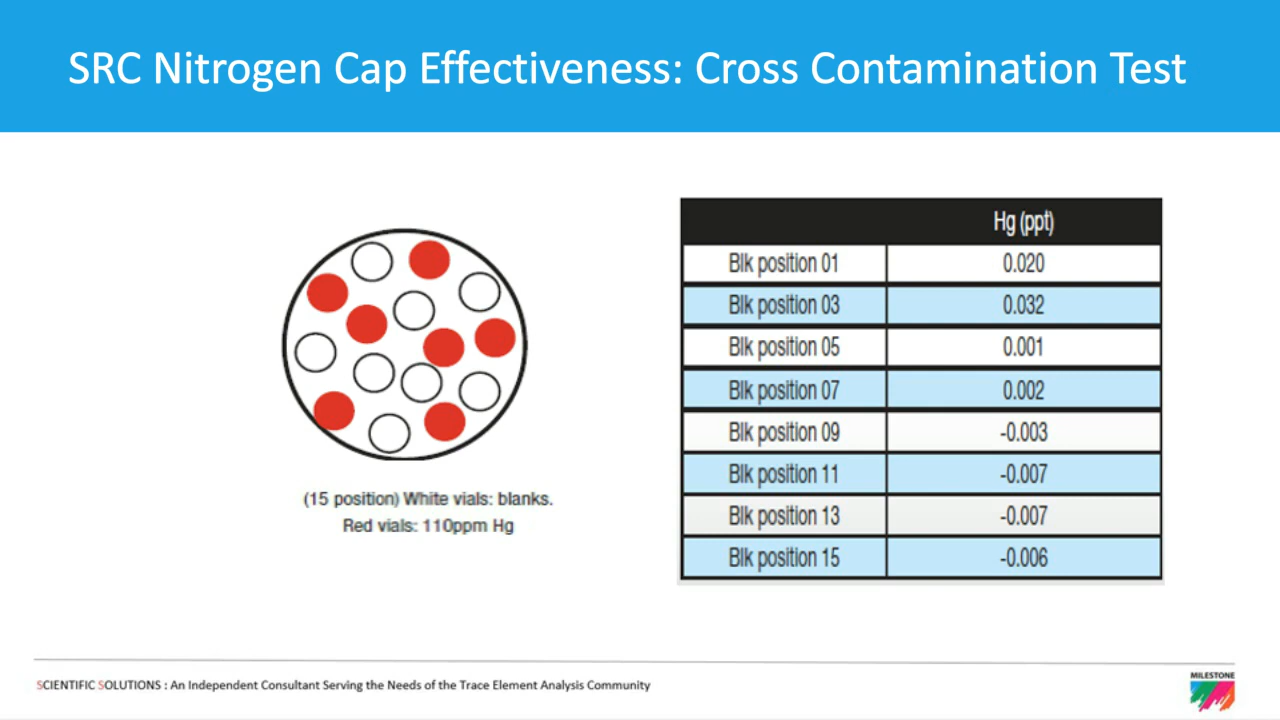 SRC Nitrogen Cap Effectiveness: Cross Contamination Test
(15 position) White vials: blanks.
Red vials: 110ppm Hg
Hg (ppt)
Blk position 01 0.020
Blk position 03 0.032
Blk position 05 0.001
Blk position 07 0.002
Blk position 09 -0.003
Blk position 11 -0.007
Blk position 13 -0.007
Blk position 15 -0.006
SCIENTIFIC SOLUTIONS : An Independent Consultant Serving the Needs of the Trace Element Analysis Community
MILESTONE